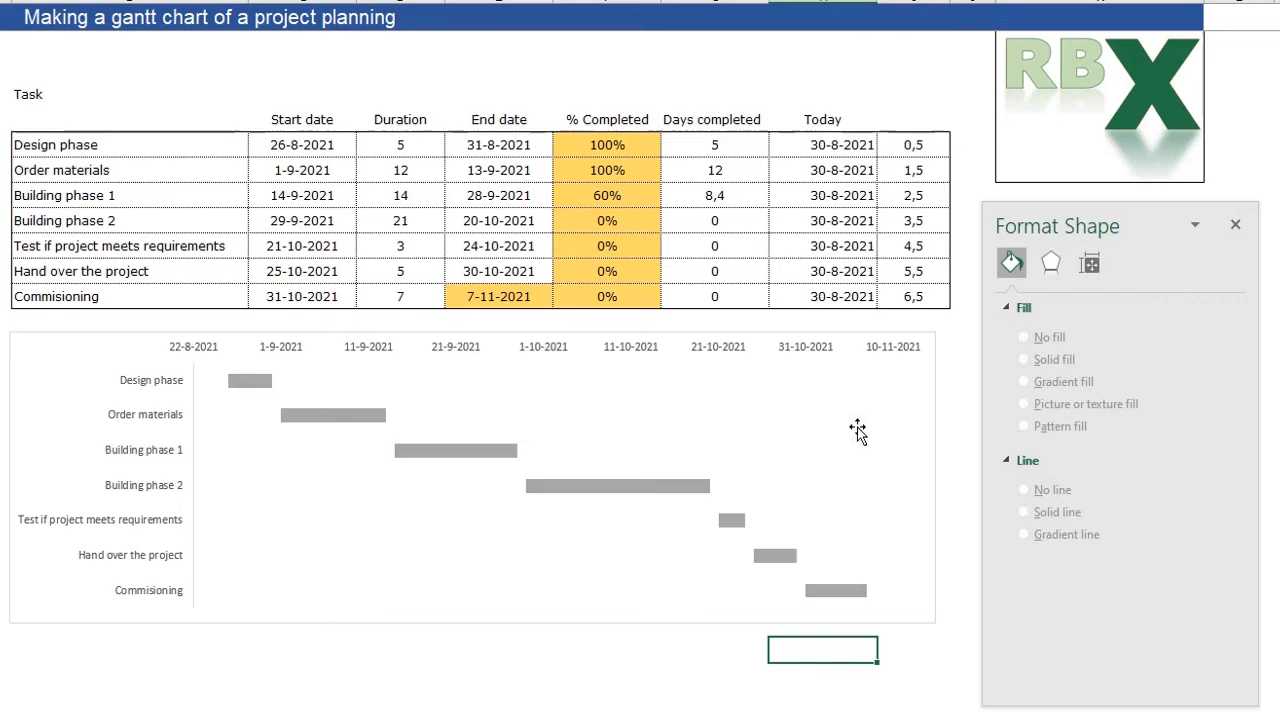 Making a gantt chart of a project planning
RBX
Task
Start date Duration End date % Completed Days completed Today
Design phase 26-8-2021 5 31-8-2021 100% 5 30-8-2021 0,5
Order materials 1-9-2021 12 13-9-2021 100% 12 30-8-2021 1,5
Building phase 1 14-9-2021 14 28-9-2021 60% 8,4 30-8-2021 2,5
Building phase 2 29-9-2021 21 20-10-2021 0% 0 30-8-2021 3,5
Test if project meets requirements 21-10-2021 3 24-10-2021 0% 0 30-8-2021 4,5
Hand over the project 25-10-2021 5 30-10-2021 0% 0 30-8-2021 5,5
Commisioning 31-10-2021 7 7-11-2021 0% 0 30-8-2021 6,5
22-8-2021 1-9-2021 11-9-2021 21-9-2021 1-10-2021 11-10-2021 21-10-2021 31-10-2021 10-11-2021
Design phase
Order materials
Building phase 1
Building phase 2
Test if project meets requirements
Hand over the project
Commisioning
Format Shape
Fill
No fill
Solid fill
Gradient fill
Picture or texture fill
Pattern fill
Line
No line
Solid line
Gradient line